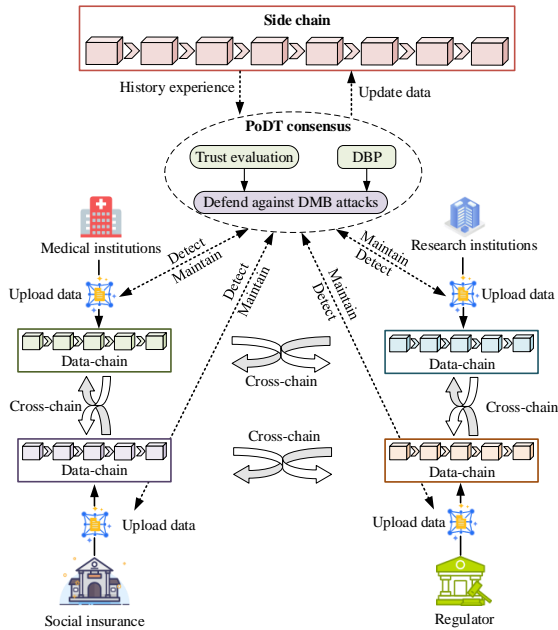 Side chain
History experience
Update data
PoDT consensus
Trust evaluation
DBP
Defend against DMB attacks
Medical institutions
Research institutions
Detect
Maintain
Detect
Maintain
Maintain
Detect
Maintain
Detect
Upload data
Upload data
Data-chain
Data-chain
Cross-chain
Cross-chain
Cross-chain
Cross-chain
Data-chain
Data-chain
Upload data
Upload data
Social insurance
Regulator